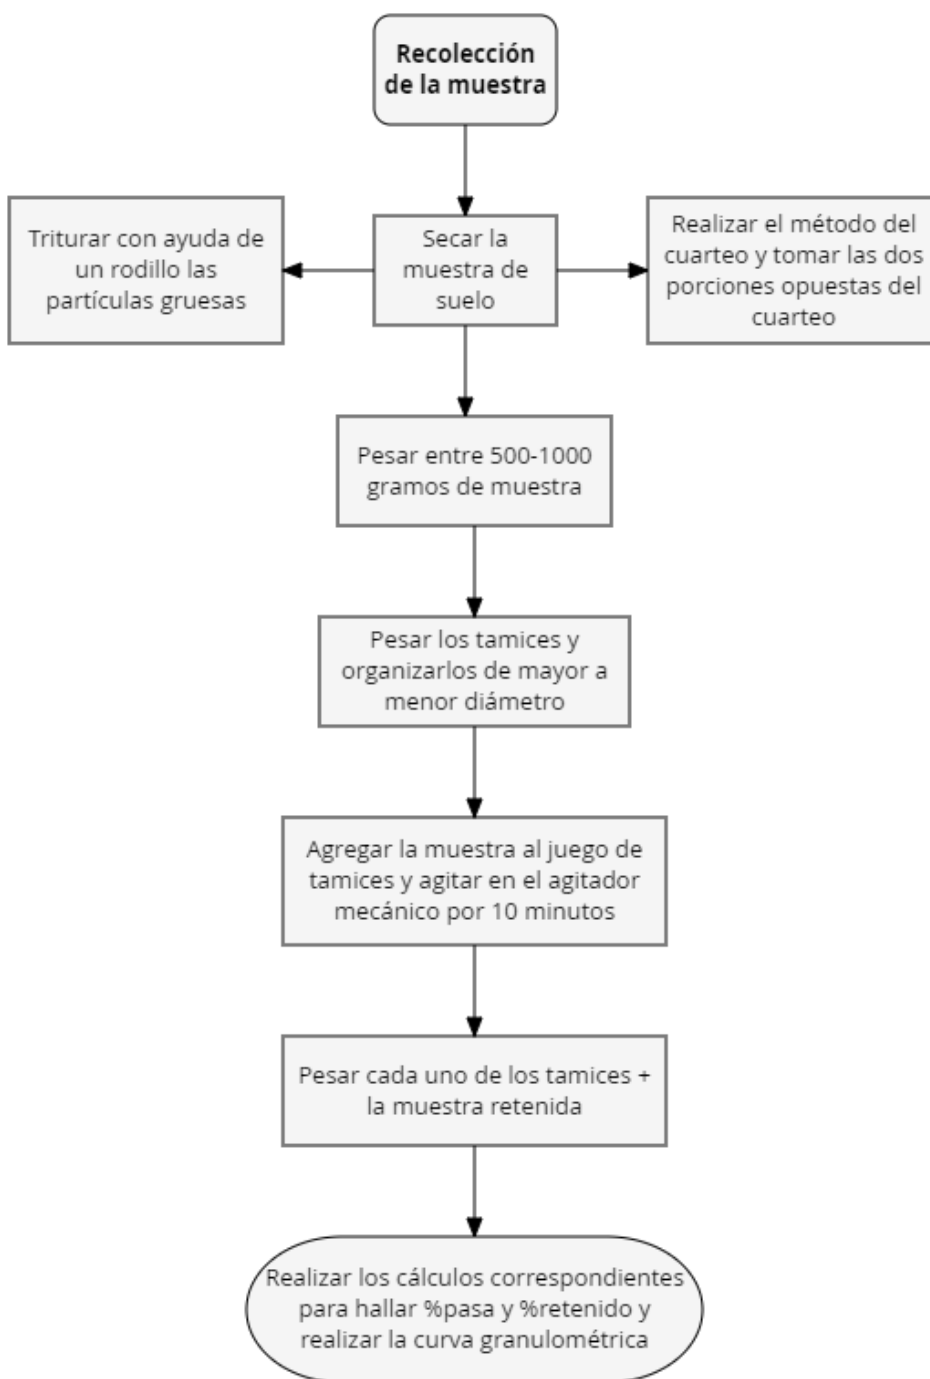 Recolección
de la muestra
Triturar con ayuda de
un rodillo las
partículas gruesas
Secar la
muestra de
suelo
Realizar el método del
cuarteo y tomar las dos
porciones opuestas del
cuarteo
Pesar entre 500-1000
gramos de muestra
Pesar los tamices y
organizarlos de mayor a
menor diámetro
Agregar la muestra al juego de
tamices y agitar en el agitador
mecánico por 10 minutos
Pesar cada uno de los tamices +
la muestra retenida
Realizar los cálculos correspondientes
para hallar %pasa y %retenido y
realizar la curva granulométrica